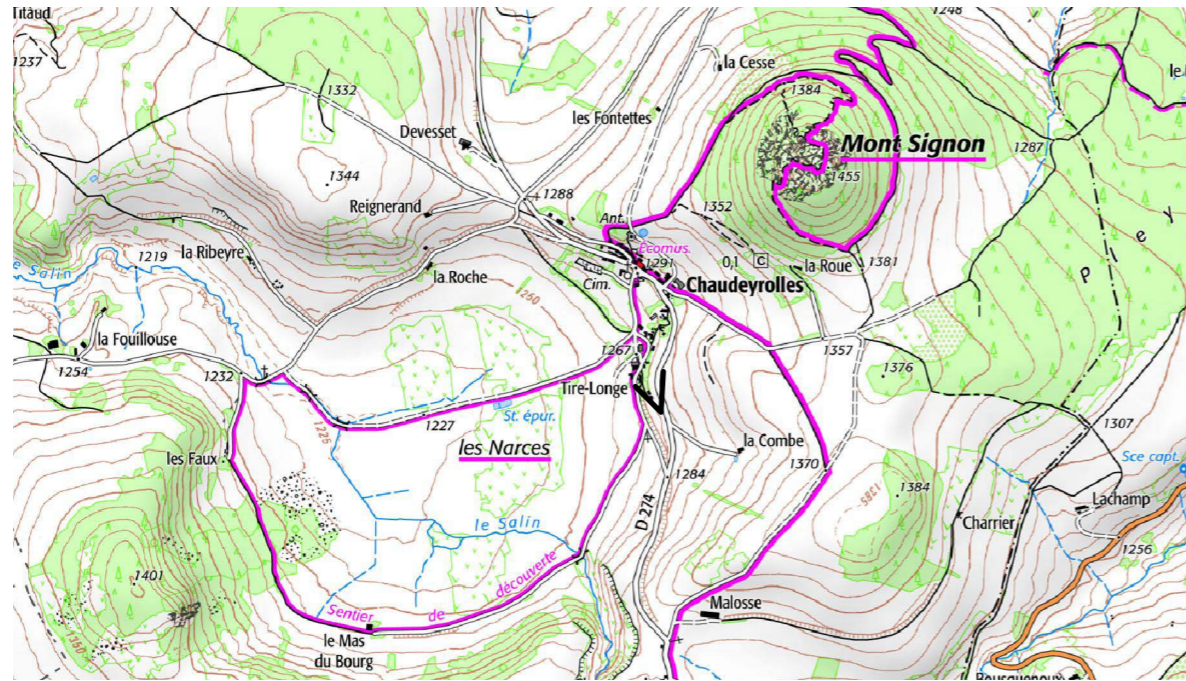 Titaud
1237
1332
Devesset
les Fontettes
la Cesse
1248
1384
Mont Signon
1455
1287
le
P e y
1344
Reignerand
1288
Ant.
Écomus.
1291
1352
0,1
C
la Roue
1381
la Ribeyre
1219
le Salin
la Roche
1250
Cim.
Chaudeyrolles
la Fouillouse
1254
1232
1267
1357
1376
Tire-Longe
St. épur.
1227
1225
les Narces
les Faux
la Combe
1284
1370
1307
Sce capt.
1384
1385
Lachamp
Charrier
1256
D 274
le Salin
1401
1350
Sentier de découverte
le Mas
du Bourg
Malosse
Bousquenoux